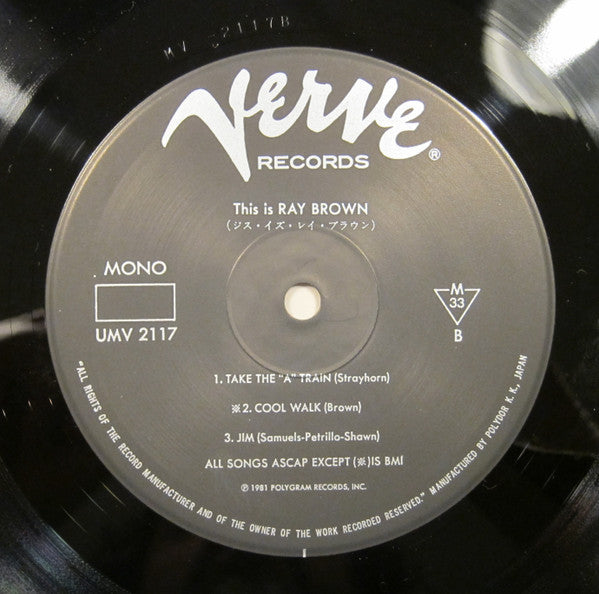 MV 2117B
Verve
RECORDS
®
This is RAY BROWN
(ジス・イズ・レイ・ブラウン)
MONO
UMV 2117
M
33
B
1. TAKE THE "A" TRAIN (Strayhorn)
※2. COOL WALK (Brown)
3. JIM (Samuels-Petrillo-Shawn)
ALL SONGS ASCAP EXCEPT (※) IS BMI
℗ 1981 POLYGRAM RECORDS, INC.
"ALL RIGHTS OF THE RECORD MANUFACTURER AND OF THE OWNER OF THE WORK RECORDED RESERVED." MANUFACTURED BY POLYDOR K. K., JAPAN